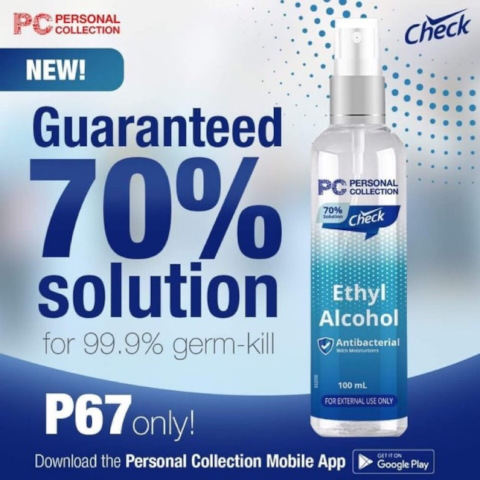 PC PERSONAL
COLLECTION
Check
NEW!
Guaranteed
70%
solution
for 99.9% germ-kill
P67 only!
Download the Personal Collection Mobile App
GET IT ON
Google Play
PC PERSONAL
COLLECTION
70%
Solution
Check
Ethyl
Alcohol
Antibacterial
With Moisturizers
100 mL
FOR EXTERNAL USE ONLY